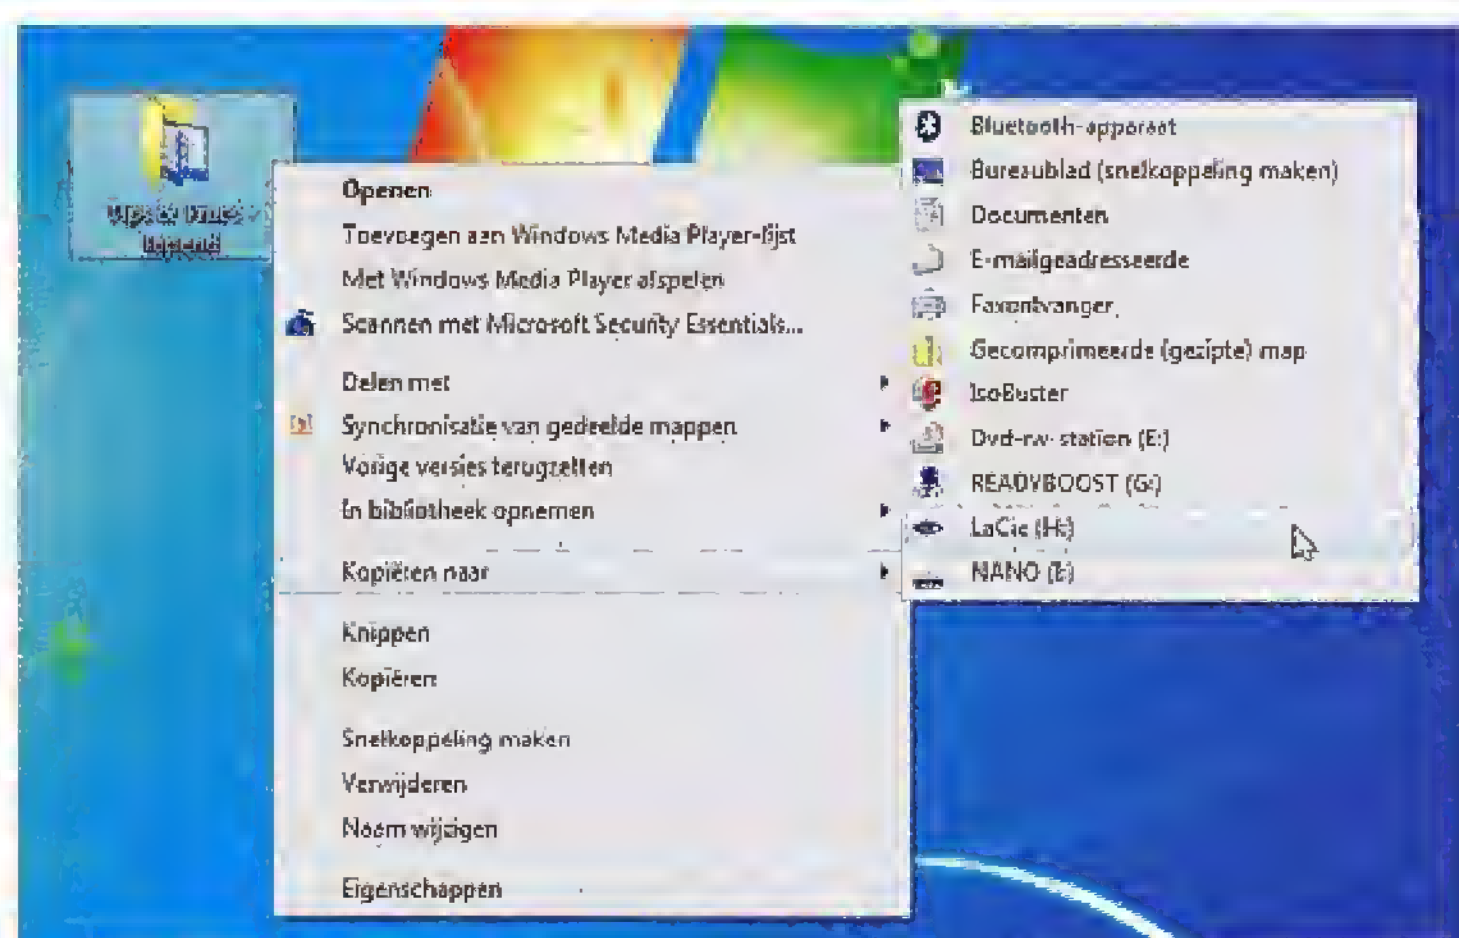 Openen
Toevoegen aan Windows Media Player-lijst
Met Windows Media Player afspelen
Scannen met Microsoft Security Essentials...
Delen met
Synchronisatie van gedeelde mappen
Vorige versies terugzetten
In bibliotheek opnemen
Kopiëren naar
Knippen
Kopiëren
Snelkoppeling maken
Verwijderen
Naam wijzigen
Eigenschappen
Bluetooth-apparaat
Bureaublad (snelkoppeling maken)
Documenten
E-mailgeadresseerde
Faxontvanger
Gecomprimeerde (gezipte) map
IsoBuster
Dvd-rw-station (E:)
READYBOOST (G:)
LaCie (H:)
NANO